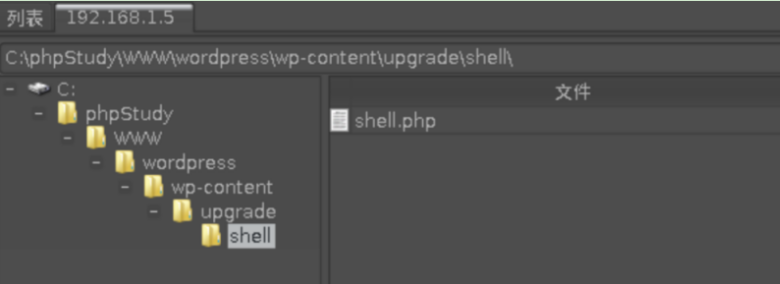 列表 192.168.1.5
C:\phpStudy\WWW\wordpress\wp-content\upgrade\shell\
C:
phpStudy
WWW
wordpress
wp-content
upgrade
shell
文件
shell.php